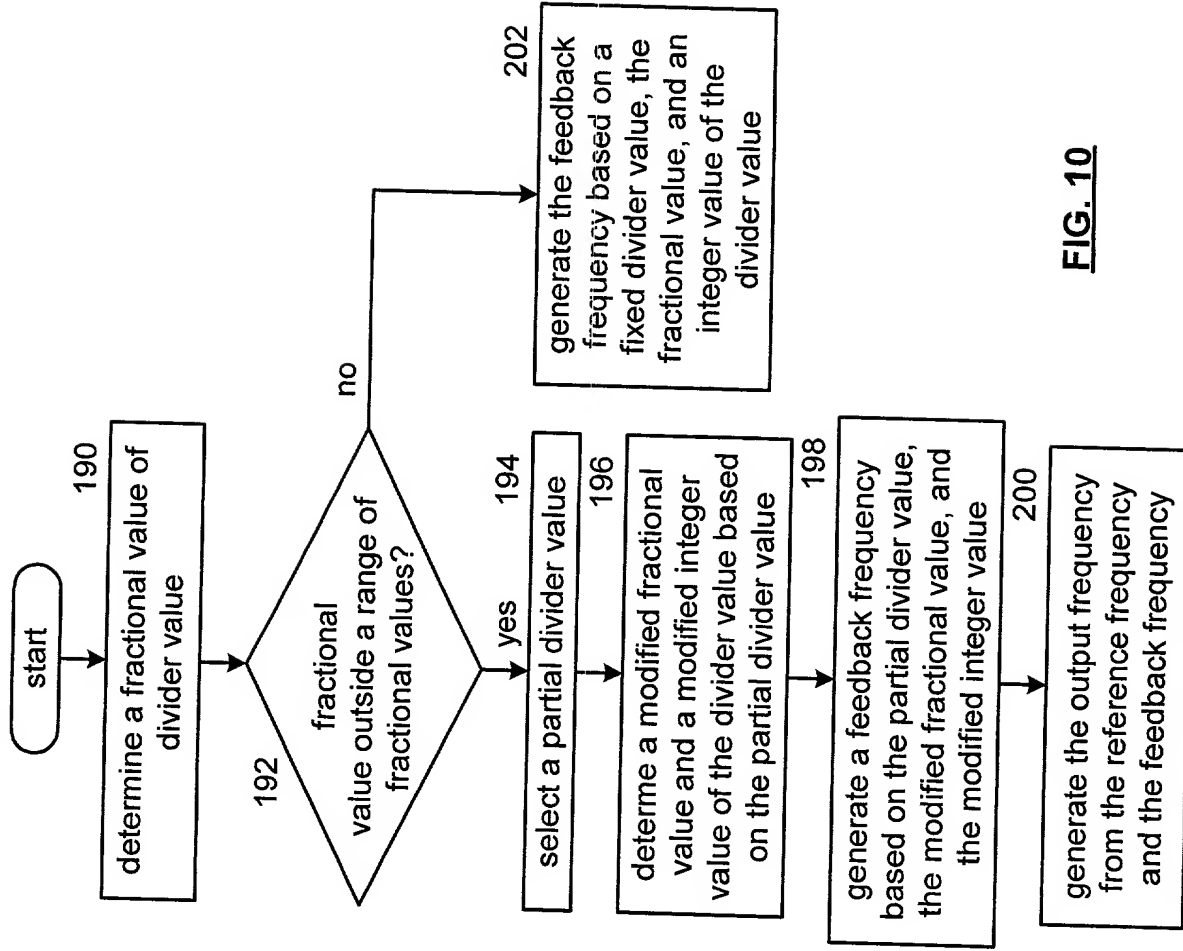 start
190
determine a fractional value of
divider value
192
fractional
value outside a range of
fractional values?
no
yes
202
generate the feedback
frequency based on a
fixed divider value, the
fractional value, and an
integer value of the
divider value
194
select a partial divider value
196
determe a modified fractional
value and a modified integer
value of the divider value based
on the partial divider value
198
generate a feedback frequency
based on the partial divider value,
the modified fractional value, and
the modified integer value
200
generate the output frequency
from the reference frequency
and the feedback frequency
FIG. 10